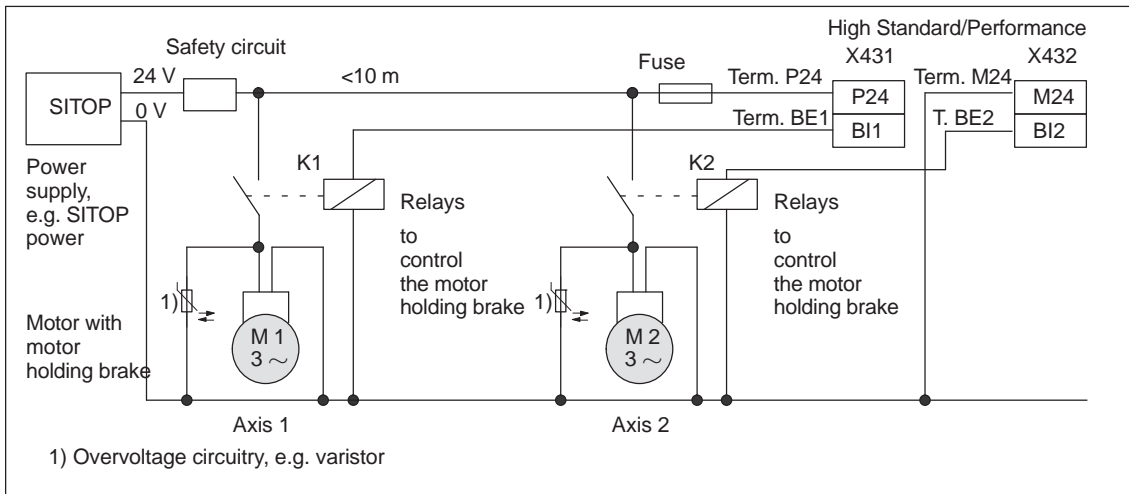 High Standard/Performance
Safety circuit
X431
X432
24 V
<10 m
Fuse
Term. P24
Term. M24
SITOP
P24
M24
0 V
Term. BE1
T. BE2
BI1
BI2
Power
supply,
e.g. SITOP
power
K1
Relays
to
control
the motor
holding brake
K2
Relays
to
control
the motor
holding brake
1)
M 1
3 ~
1)
M 2
3 ~
Motor with
motor
holding brake
Axis 1
Axis 2
1) Overvoltage circuitry, e.g. varistor